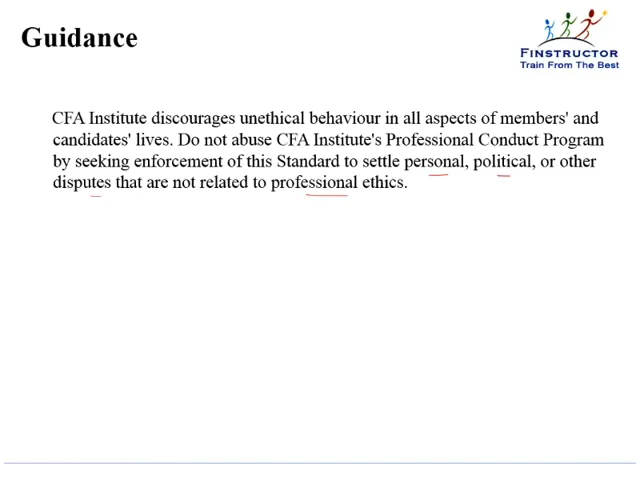 Guidance
FINSTRUCTOR
Train From The Best
CFA Institute discourages unethical behaviour in all aspects of members' and
candidates' lives. Do not abuse CFA Institute's Professional Conduct Program
by seeking enforcement of this Standard to settle personal, political, or other
disputes that are not related to professional ethics.